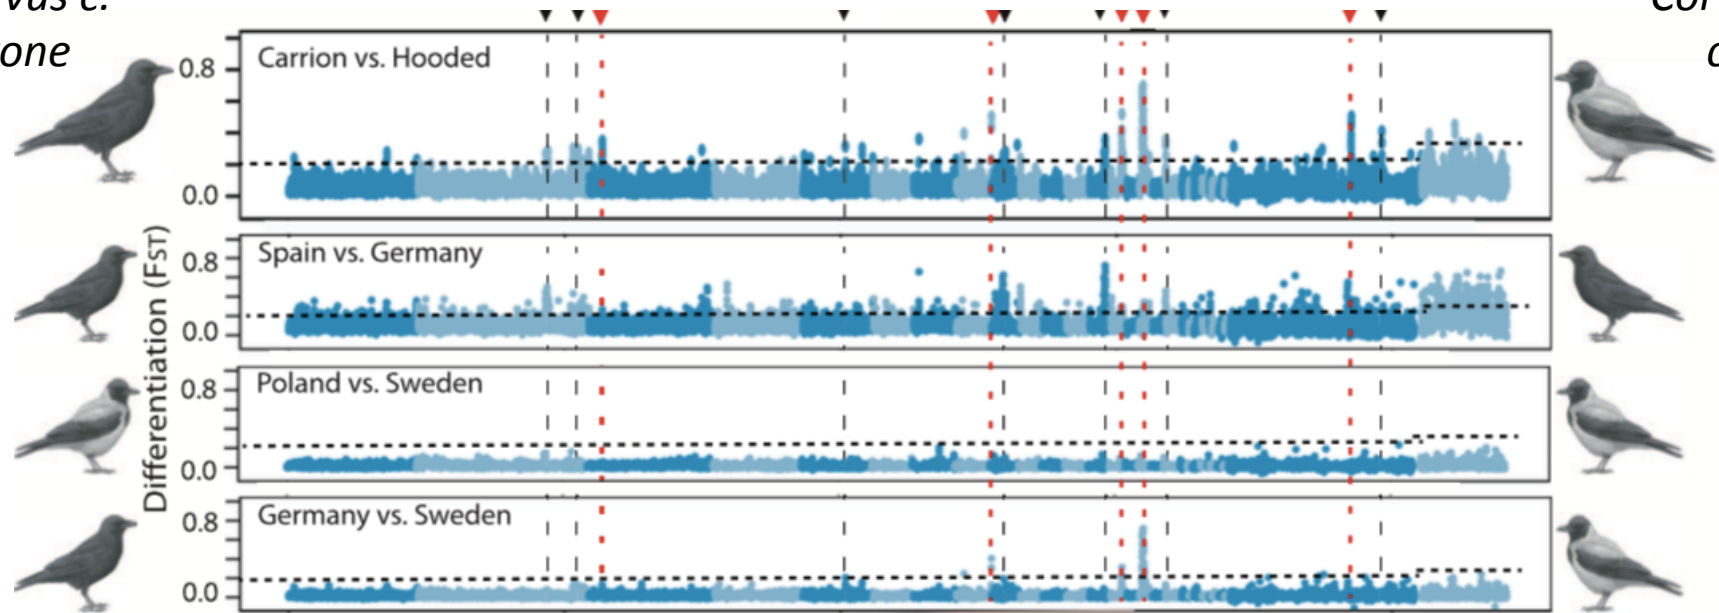 one
Carrion vs. Hooded
0.8
0.0
Spain vs. Germany
0.8
0.0
Poland vs. Sweden
0.8
0.0
Germany vs. Sweden
0.8
0.0
Differentiation (FST)